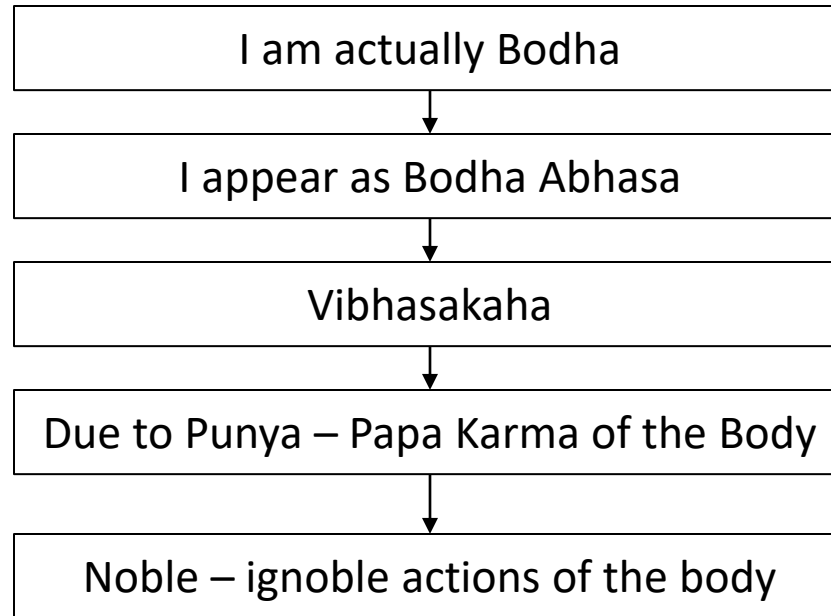 I am actually Bodha
I appear as Bodha Abhasa
Vibhasakaha
Due to Punya – Papa Karma of the Body
Noble – ignoble actions of the body